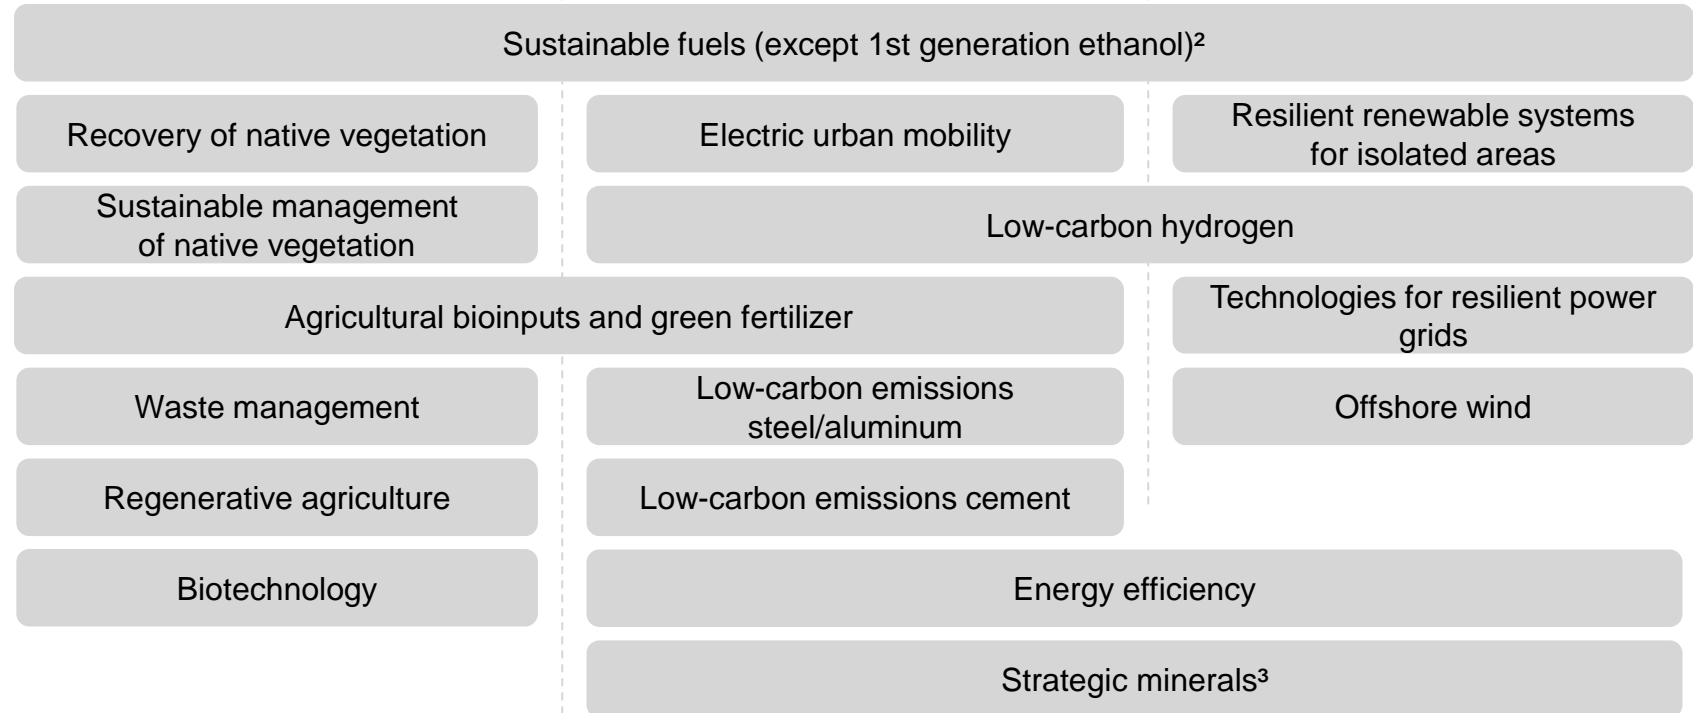 Sustainable fuels (except 1st generation ethanol)²
Recovery of native vegetation
Electric urban mobility
Resilient renewable systems
for isolated areas
Sustainable management
of native vegetation
Low-carbon hydrogen
Agricultural bioinputs and green fertilizer
Technologies for resilient power
grids
Waste management
Low-carbon emissions
steel/aluminum
Offshore wind
Regenerative agriculture
Low-carbon emissions cement
Biotechnology
Energy efficiency
Strategic minerals³